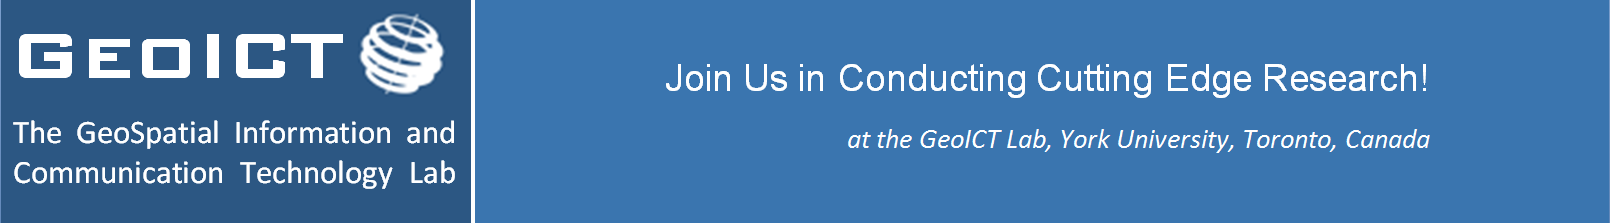 GEOICT
The GeoSpatial Information and
Communication Technology Lab
Join Us in Conducting Cutting Edge Research!
at the GeoICT Lab, York University, Toronto, Canada